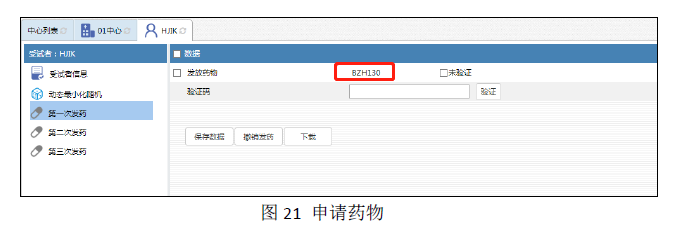 中心列表 01中心 HJIK
受试者：HJIK
数据
受试者信息
动态最小化随机
第一次发药
第二次发药
第三次发药
发放药物 BZH130 未验证
验证码 验证
保存数据 撤销发药 下载
图 21 申请药物